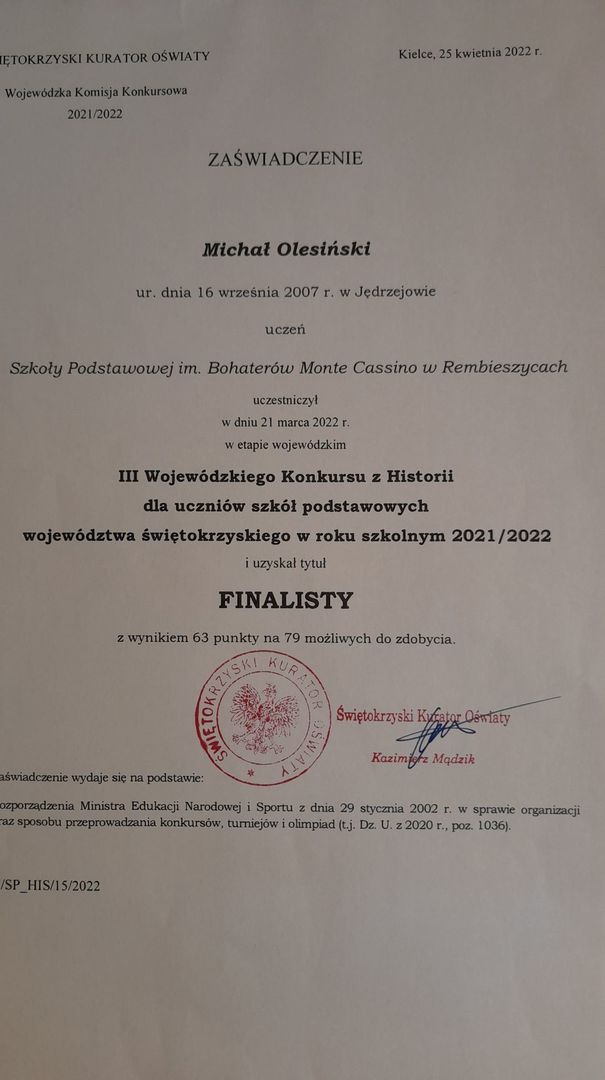 IĘTOKRZYSKI KURATOR OŚWIATY
Kielce, 25 kwietnia 2022 r.
Wojewódzka Komisja Konkursowa
2021/2022
ZAŚWIADCZENIE
Michał Olesiński
ur. dnia 16 września 2007 r. w Jędrzejowie
uczeń
Szkoły Podstawowej im. Bohaterów Monte Cassino w Rembieszycach
uczestniczył
w dniu 21 marca 2022 r.
w etapie wojewódzkim
III Wojewódzkiego Konkursu z Historii
dla uczniów szkół podstawowych
województwa świętokrzyskiego w roku szkolnym 2021/2022
i uzyskał tytuł
FINALISTY
z wynikiem 63 punkty na 79 możliwych do zdobycia.
ŚWIĘTOKRZYSKI KURATOR OŚWIATY
Świętokrzyski Kurator Oświaty
Kazimierz Mądzik
aświadczenie wydaje się na podstawie:
ozporządzenia Ministra Edukacji Narodowej i Sportu z dnia 29 stycznia 2002 r. w sprawie organizacji
raz sposobu przeprowadzania konkursów, turniejów i olimpiad (t.j. Dz. U. z 2020 r., poz. 1036).
/SP_HIS/15/2022